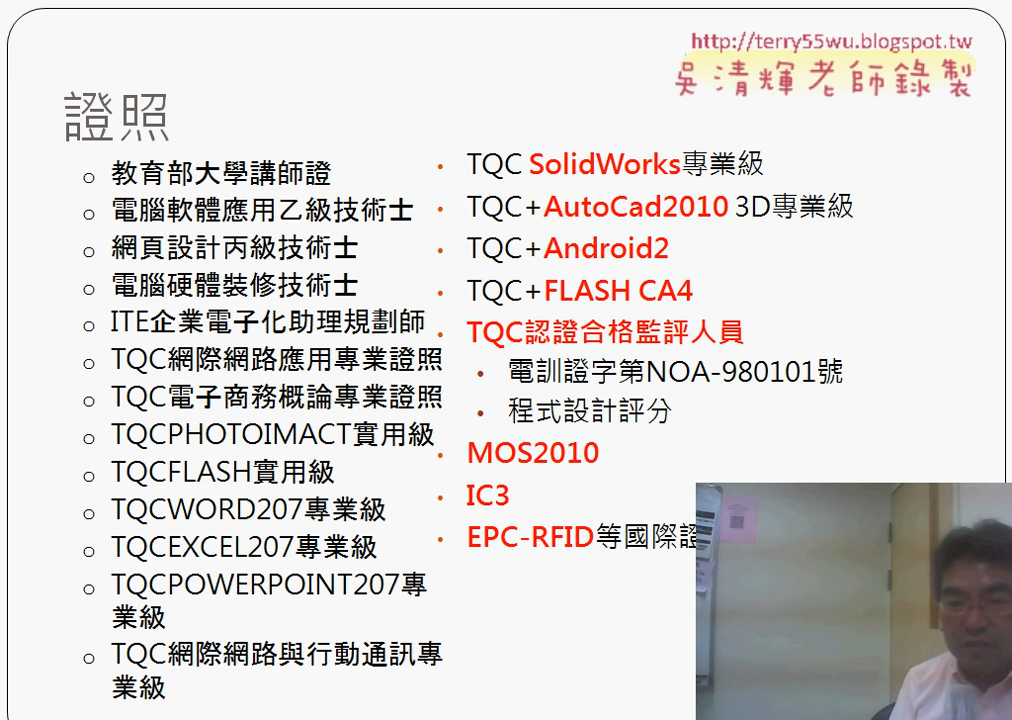 http://terry55wu.blogspot.tw
吳清輝老師錄製
證照
教育部大學講師證
電腦軟體應用乙級技術士
網頁設計丙級技術士
電腦硬體裝修技術士
ITE企業電子化助理規劃師
TQC網際網路應用專業證照
TQC電子商務概論專業證照
TQCPHOTOIMACT實用級
TQCFLASH實用級
TQCWORD207專業級
TQCEXCEL207專業級
TQCPOWERPOINT207專
業級
TQC網際網路與行動通訊專
業級
TQC SolidWorks專業級
TQC+AutoCad2010 3D專業級
TQC+Android2
TQC+FLASH CA4
TQC認證合格監評人員
電訓證字第NOA-980101號
程式設計評分
MOS2010
IC3
EPC-RFID等國際證